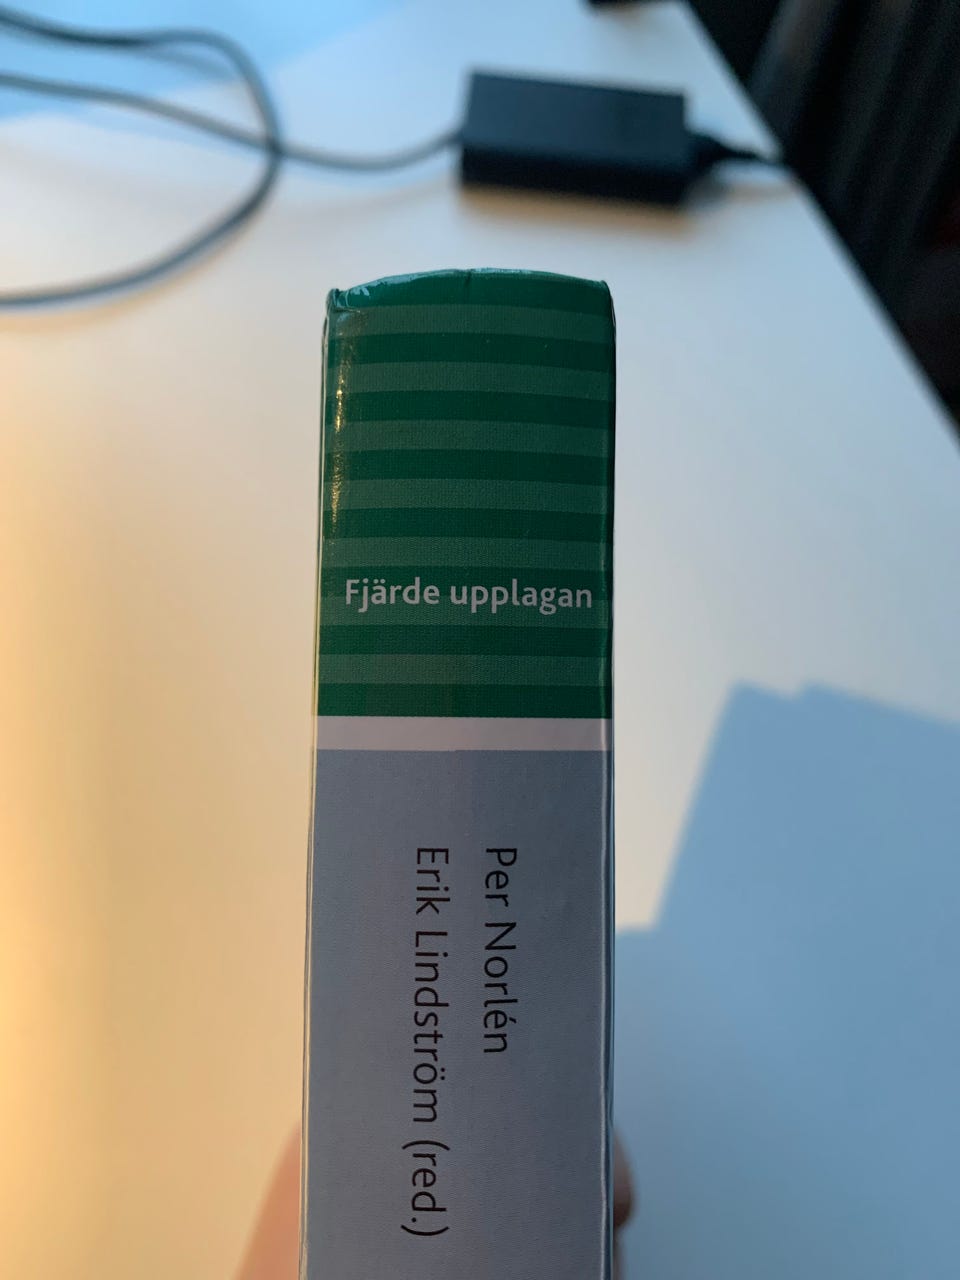 Fjärde upplagan
Per Norlén
Erik Lindström (red.)